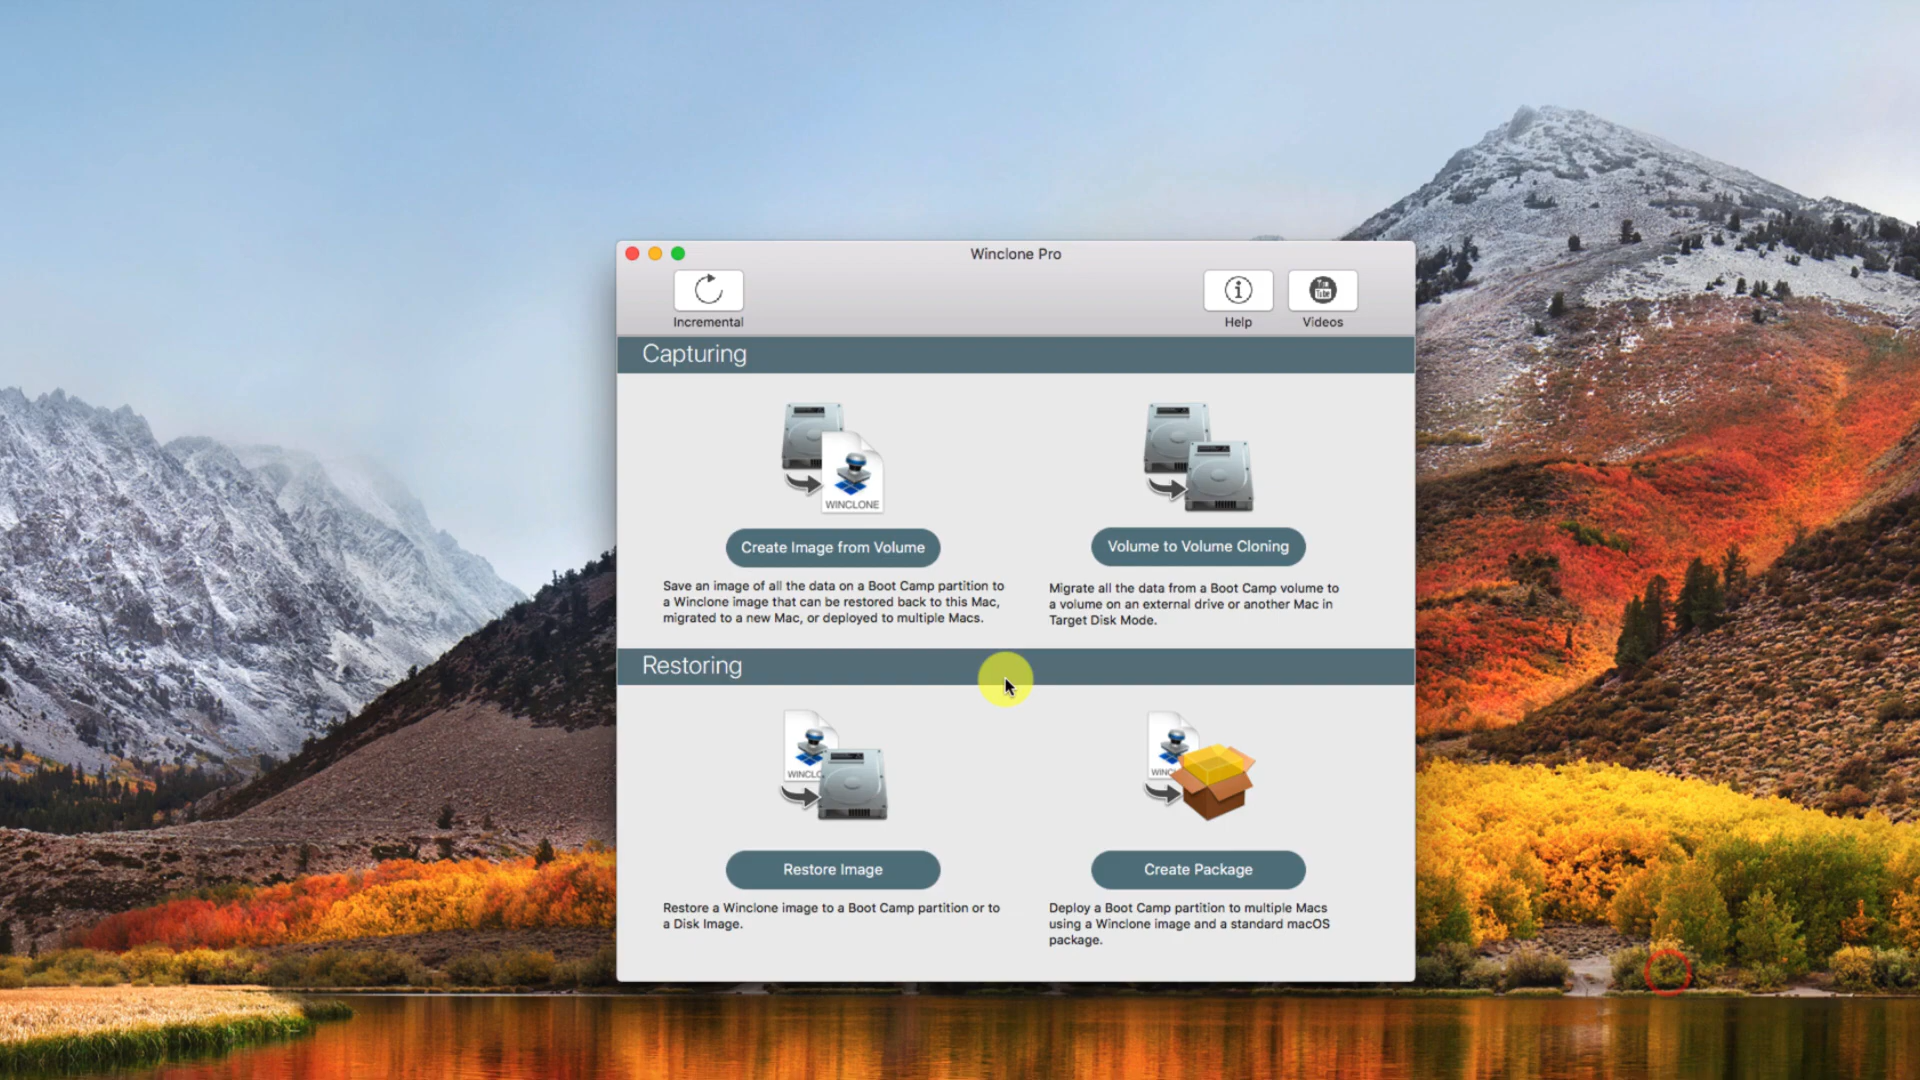 Winclone Pro
Incremental
Help
You
Tube
Videos
Capturing
WINCLONE
Create Image from Volume
Volume to Volume Cloning
Save an image of all the data on a Boot Camp partition to
a Winclone image that can be restored back to this Mac,
migrated to a new Mac, or deployed to multiple Macs.
Migrate all the data from a Boot Camp volume to
a volume on an external drive or another Mac in
Target Disk Mode.
Restoring
WINCLO
WINC
Restore Image
Create Package
Restore a Winclone image to a Boot Camp partition or to
a Disk Image.
Deploy a Boot Camp partition to multiple Macs
using a Winclone image and a standard macOS
package.